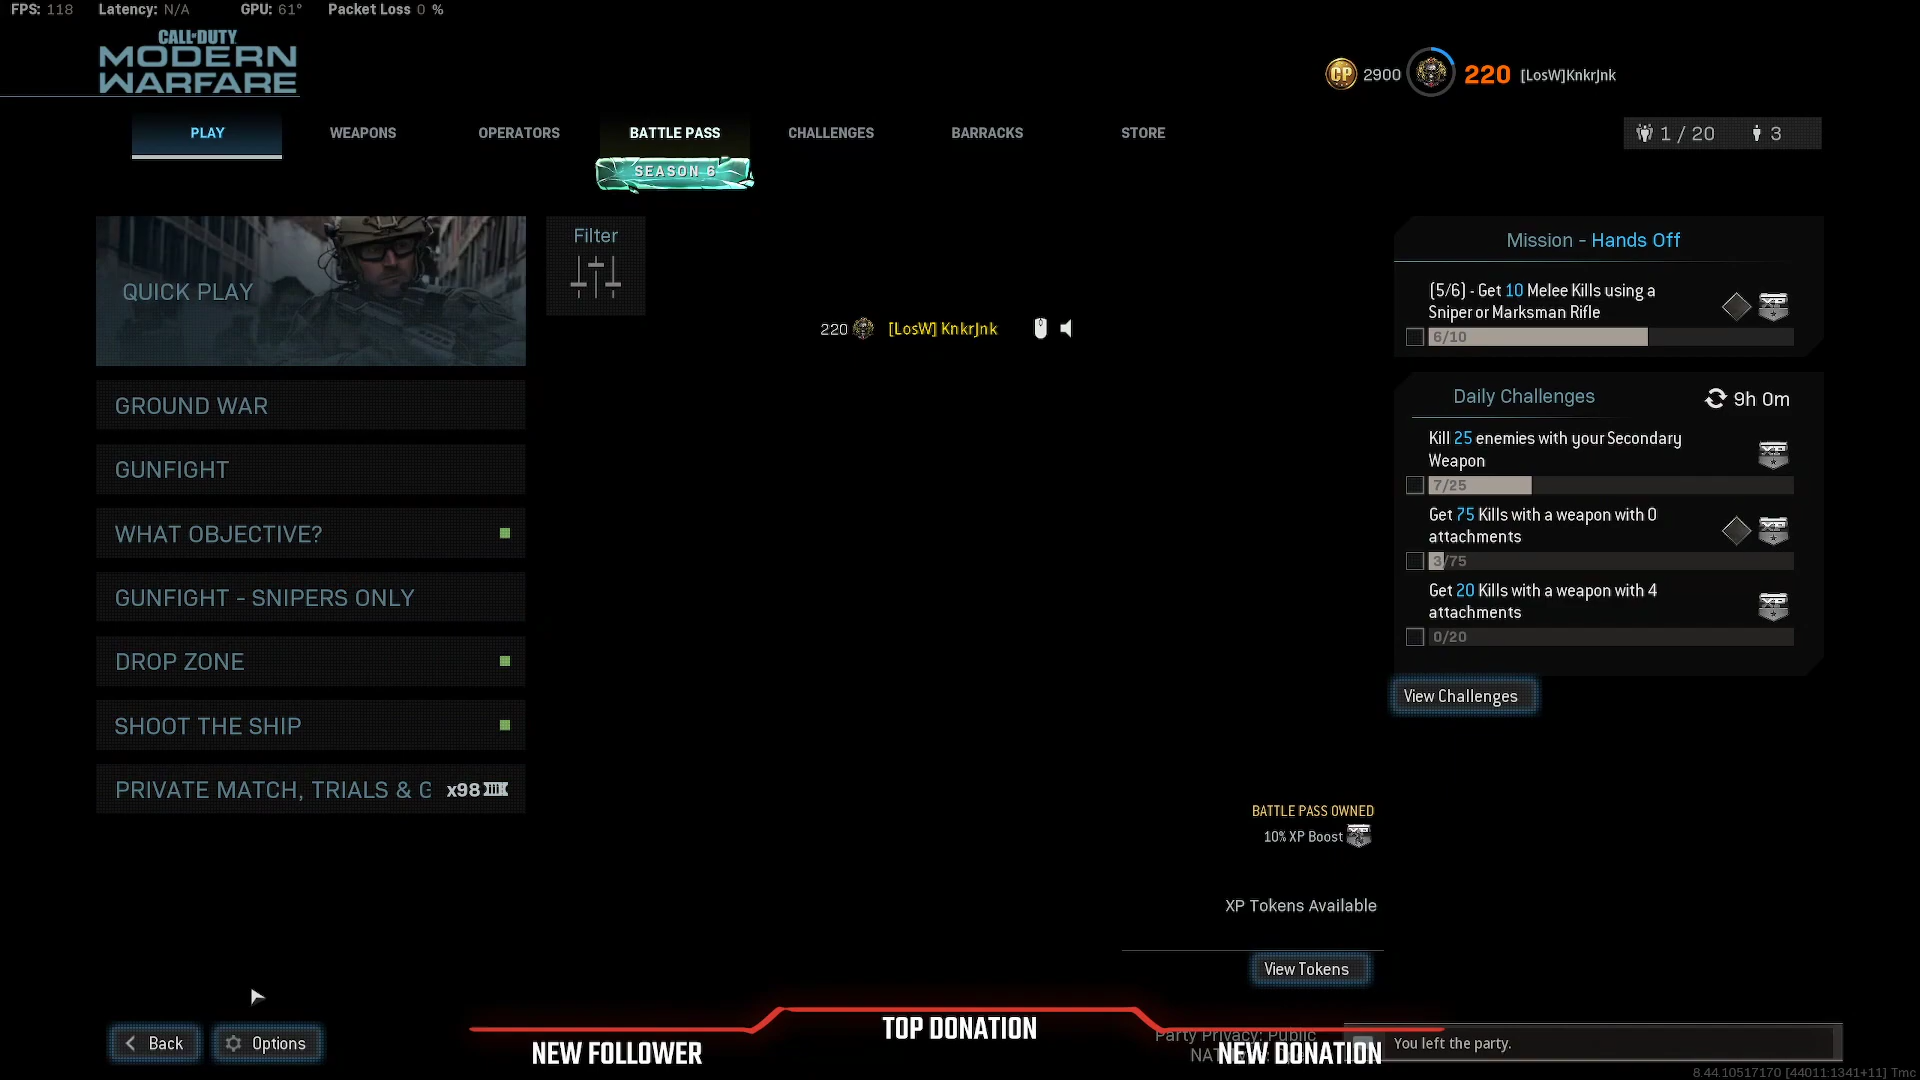 FPS: 118 Latency: N/A GPU: 61° Packet Loss 0 %
CALL OF DUTY
MODERN
WARFARE
CP 2900 220 [LosW]KnkrJnk
PLAY WEAPONS OPERATORS BATTLE PASS CHALLENGES BARRACKS STORE
1 / 20 3
SEASON 6
QUICK PLAY
Filter
220 [LosW] KnkrJnk
GROUND WAR
GUNFIGHT
WHAT OBJECTIVE?
GUNFIGHT - SNIPERS ONLY
DROP ZONE
SHOOT THE SHIP
PRIVATE MATCH, TRIALS & G x98
Mission - Hands Off
(5/6) - Get 10 Melee Kills using a
Sniper or Marksman Rifle
6/10
Daily Challenges 9h 0m
Kill 25 enemies with your Secondary
Weapon
7/25
Get 75 Kills with a weapon with 0
attachments
3/75
Get 20 Kills with a weapon with 4
attachments
0/20
View Challenges
BATTLE PASS OWNED
10% XP Boost
XP Tokens Available
View Tokens
Back Options
NEW FOLLOWER
TOP DONATION
Party Privacy: Public
NAT
NEW DONATION
You left the party.
8.44.10517170 [44011:1341+11] Tmc